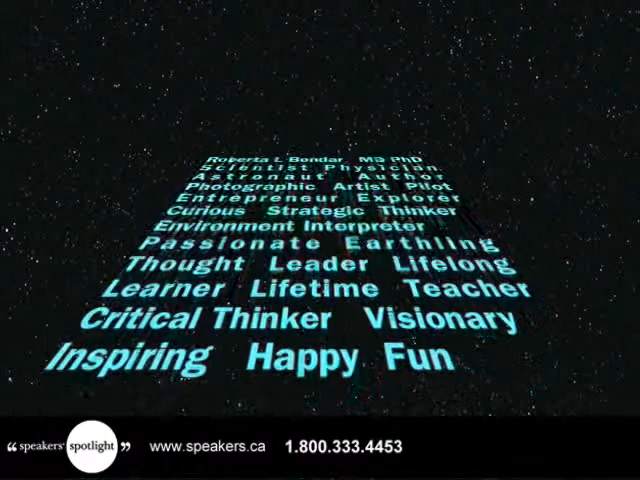 Roberta L Bondar MD PhD
Scientist Physician
Astronaut Author
Photographic Artist Pilot
Entrepreneur Explorer
Curious Strategic Thinker
Environment Interpreter
Passionate Earthling
Thought Leader Lifelong
Learner Lifetime Teacher
Critical Thinker Visionary
Inspiring Happy Fun
“speakers' spotlight” www.speakers.ca 1.800.333.4453